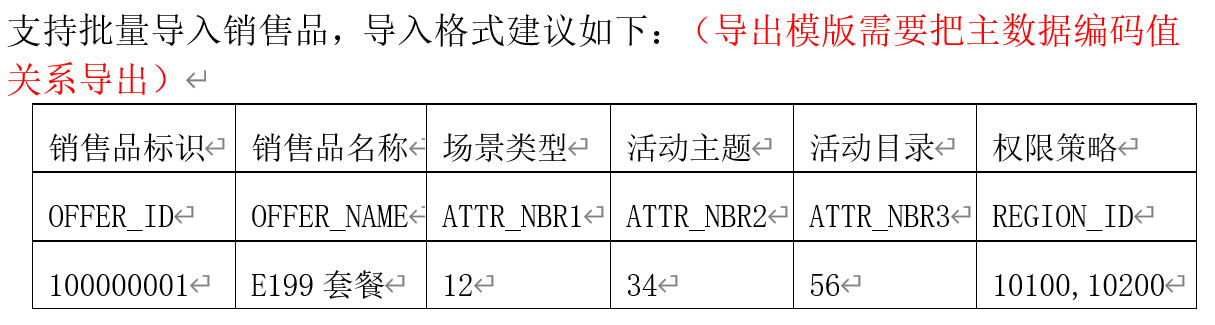 支持批量导入销售品，导入格式建议如下：（导出模版需要把主数据编码值
关系导出）
销售品标识 销售品名称 场景类型 活动主题 活动目录 权限策略
OFFER_ID OFFER_NAME ATTR_NBR1 ATTR_NBR2 ATTR_NBR3 REGION_ID
100000001 E199 套餐 12 34 56 10100,10200